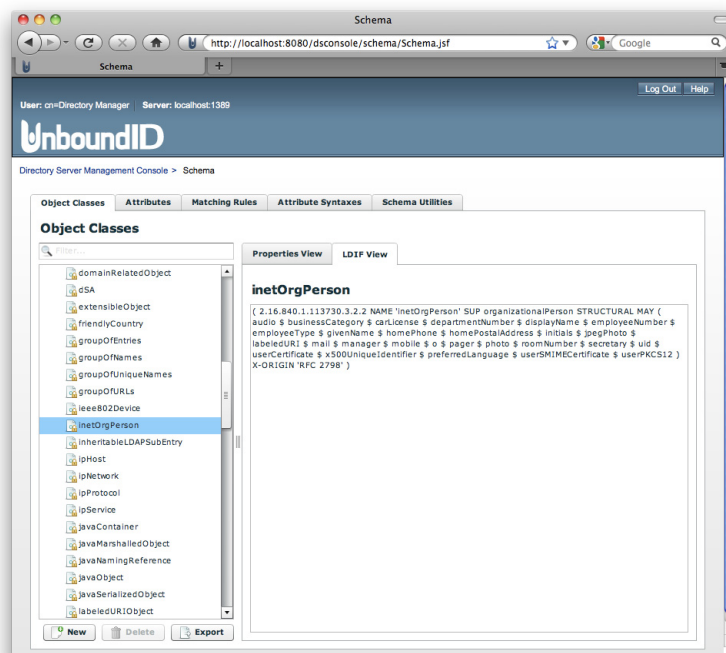 Schema
http://localhost:8080/dsconsole/schema/Schema.jsf
Google
Schema
+
Log Out Help
User: cn=Directory Manager Server: localhost:1389
UnboundID
Directory Server Management Console > Schema
Object Classes Attributes Matching Rules Attribute Syntaxes Schema Utilities
Object Classes
Filter...
Properties View LDIF View
domainRelatedObject
dSA
extensibleObject
friendlyCountry
groupOfEntries
groupOfNames
groupOfUniqueNames
groupOfURLs
ieee802Device
inetOrgPerson
inheritableLDAPSubEntry
ipHost
ipNetwork
ipProtocol
ipService
javaContainer
javaMarshalledObject
javaNamingReference
javaObject
javaSerializedObject
labeledURIObject
inetOrgPerson
( 2.16.840.1.113730.3.2.2 NAME 'inetOrgPerson' SUP organizationalPerson STRUCTURAL MAY (
audio $ businessCategory $ carLicense $ departmentNumber $ displayName $ employeeNumber $
employeeType $ givenName $ homePhone $ homePostalAddress $ initials $ jpegPhoto $
labeledURI $ mail $ manager $ mobile $ o $ pager $ photo $ roomNumber $ secretary $ uid $
userCertificate $ x500UniqueIdentifier $ preferredLanguage $ userSMIMECertificate $ userPKCS12 )
X-ORIGIN 'RFC 2798' )
New Delete Export